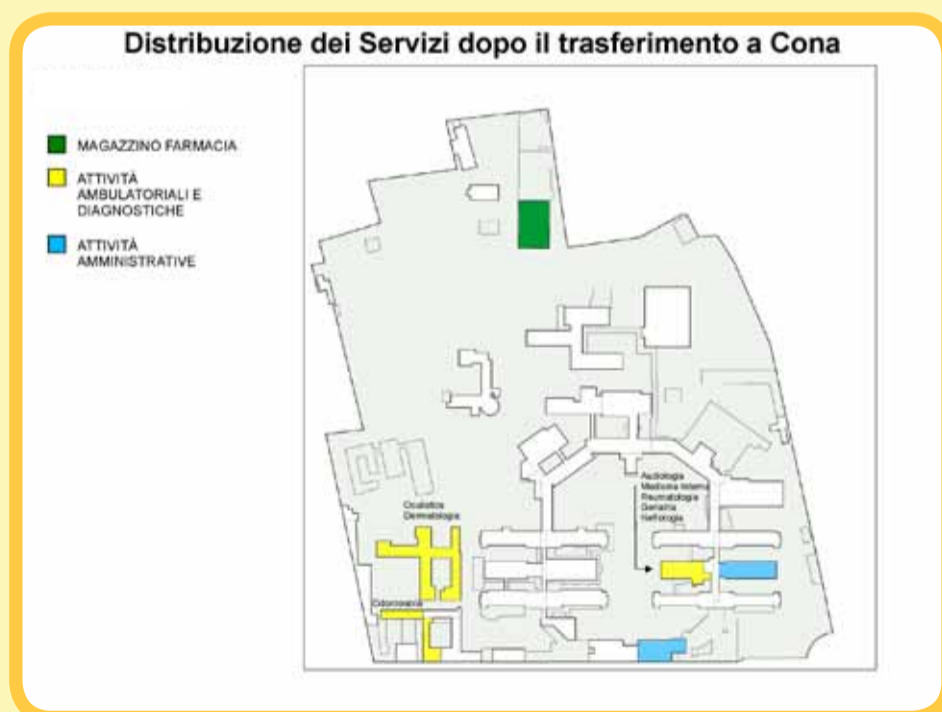 Distribuzione dei Servizi dopo il trasferimento a Cona
MAGAZZINO FARMACIA
ATTIVITÀ
AMBULATORIALI E
DIAGNOSTICHE
ATTIVITÀ
AMMINISTRATIVE
Audiologia
Medicina Interna
Reumatologia
Geriatria
Nefrologia
Oculistica
Dermatologia
Odontoiatria